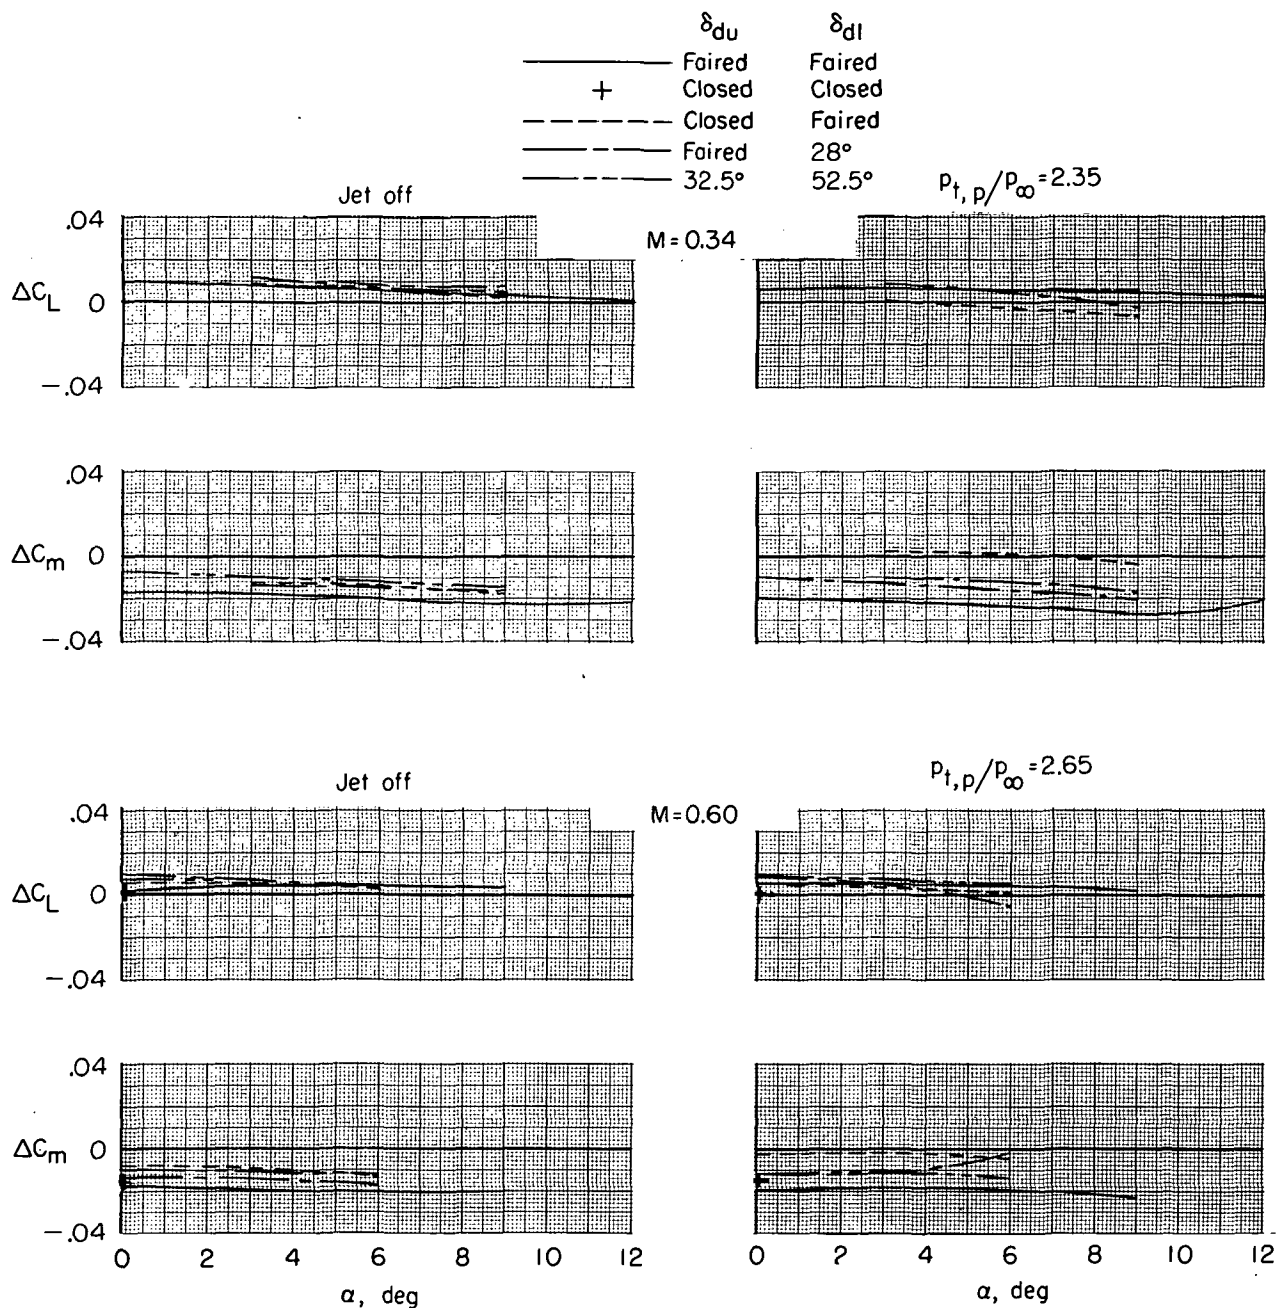 δdu δdl
Faired Faired
+ Closed Closed
Closed Faired
Faired 28°
32.5° 52.5°
Jet off
pt,p/p∞=2.35
M=0.34
.04
ΔCL 0
−.04
.04
ΔCm 0
−.04
Jet off
pt,p/p∞=2.65
M=0.60
.04
ΔCL 0
−.04
.04
ΔCm 0
−.04
0 2 4 6 8 10 12
0 2 4 6 8 10 12
α, deg
α, deg